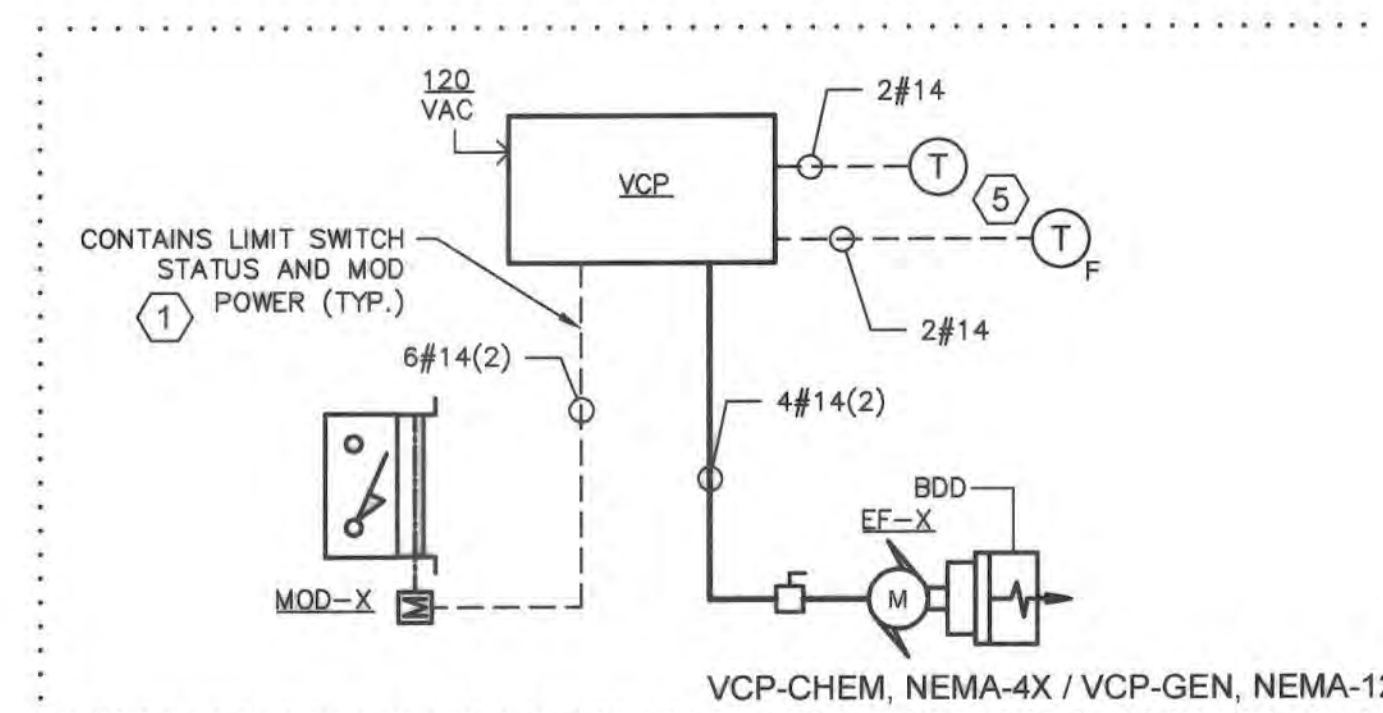 120
VAC
2#14
VCP
T
5
T
F
CONTAINS LIMIT SWITCH
STATUS AND MOD
1 POWER (TYP.)
2#14
6#14(2)
4#14(2)
BDD
EF-X
MOD-X
M
M
VCP-CHEM, NEMA-4X / VCP-GEN, NEMA-12